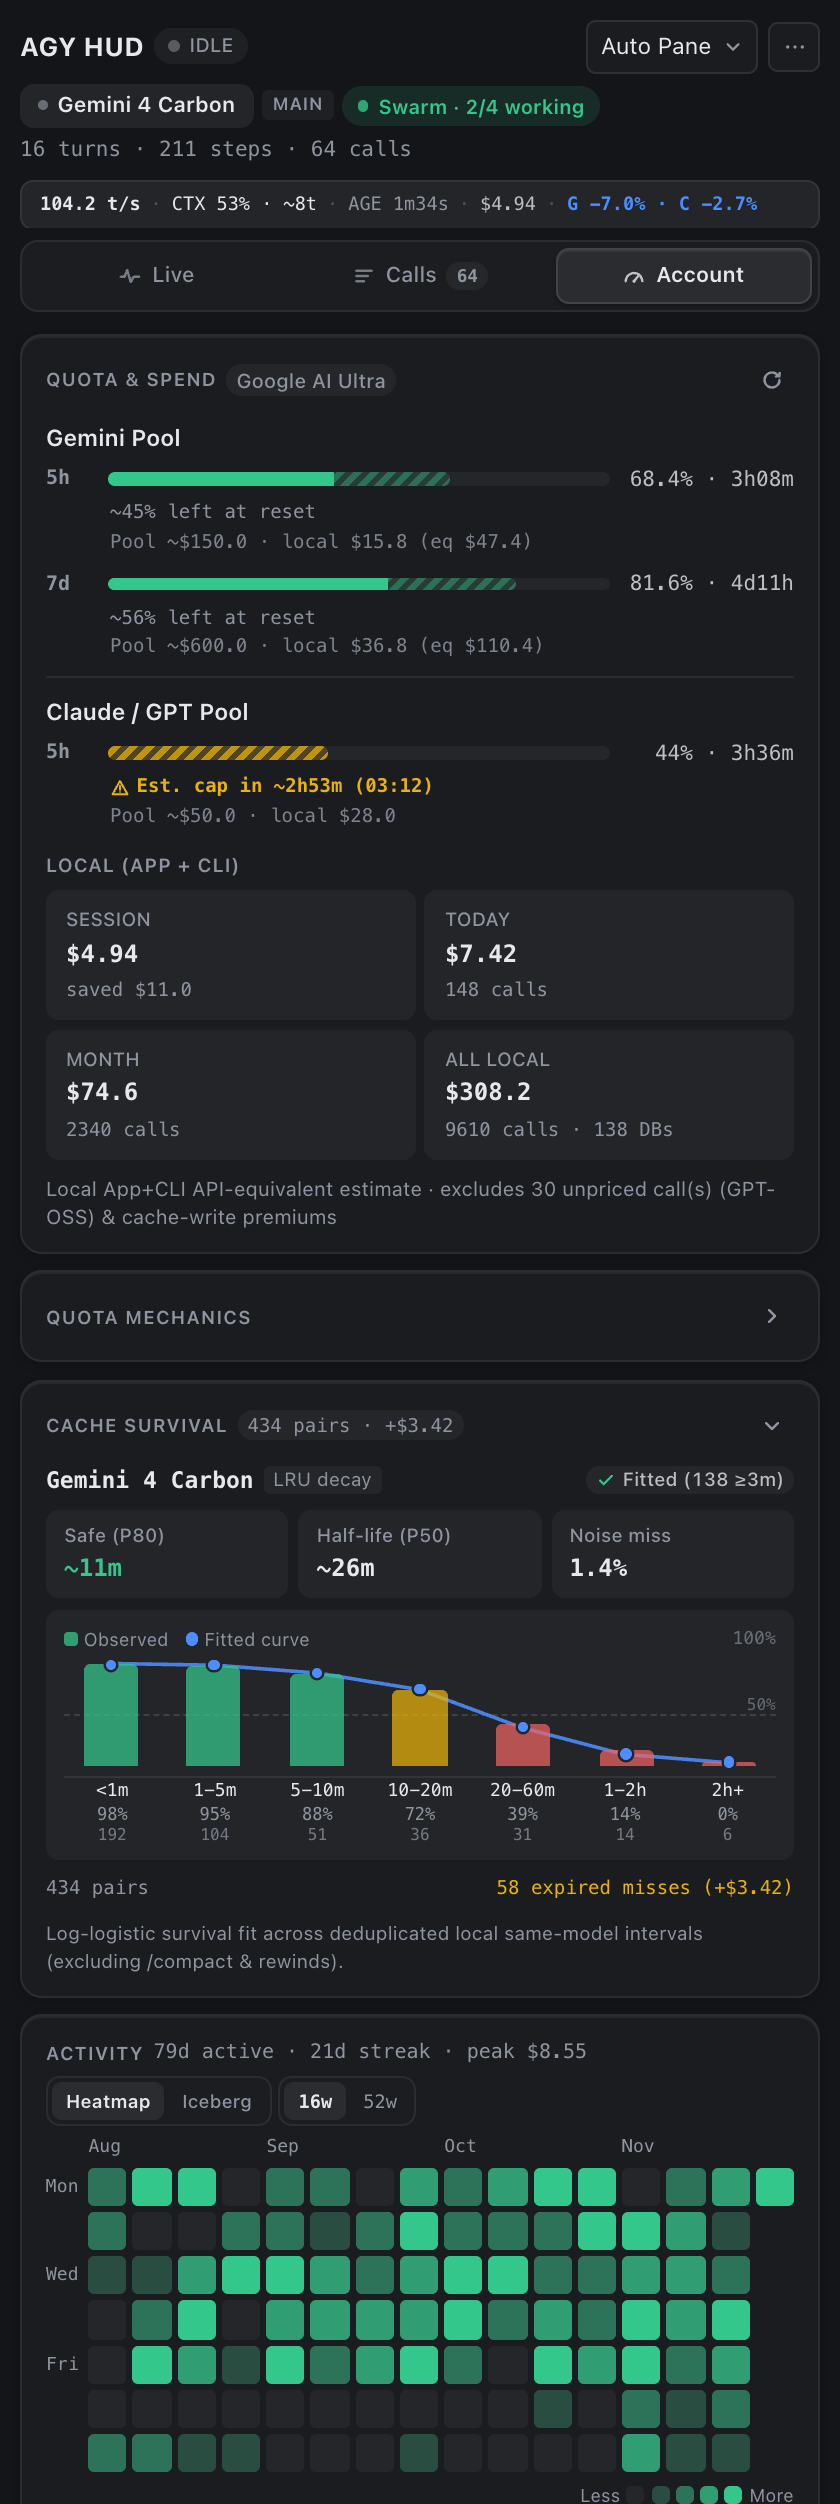 AGY HUD IDLE Auto Pane ···
Gemini 4 Carbon MAIN Swarm · 2/4 working
16 turns · 211 steps · 64 calls
104.2 t/s · CTX 53% · ~8t · AGE 1m34s · $4.94 · G −7.0% · C −2.7%
Live Calls 64 Account
QUOTA & SPEND Google AI Ultra
Gemini Pool
5h 68.4% · 3h08m
~45% left at reset
Pool ~$150.0 · local $15.8 (eq $47.4)
7d 81.6% · 4d11h
~56% left at reset
Pool ~$600.0 · local $36.8 (eq $110.4)
Claude / GPT Pool
5h 44% · 3h36m
Est. cap in ~2h53m (03:12)
Pool ~$50.0 · local $28.0
LOCAL (APP + CLI)
SESSION TODAY
$4.94 $7.42
saved $11.0 148 calls
MONTH ALL LOCAL
$74.6 $308.2
2340 calls 9610 calls · 138 DBs
Local App+CLI API-equivalent estimate · excludes 30 unpriced call(s) (GPT-
OSS) & cache-write premiums
QUOTA MECHANICS
CACHE SURVIVAL 434 pairs · +$3.42
Gemini 4 Carbon LRU decay Fitted (138 ≥3m)
Safe (P80) Half-life (P50) Noise miss
~11m ~26m 1.4%
Observed Fitted curve 100%
50%
<1m 1–5m 5–10m 10–20m 20–60m 1–2h 2h+
98% 95% 88% 72% 39% 14% 0%
192 104 51 36 31 14 6
434 pairs 58 expired misses (+$3.42)
Log-logistic survival fit across deduplicated local same-model intervals
(excluding /compact & rewinds).
ACTIVITY 79d active · 21d streak · peak $8.55
Heatmap Iceberg 16w 52w
Aug Sep Oct Nov
Mon
Wed
Fri
Less More